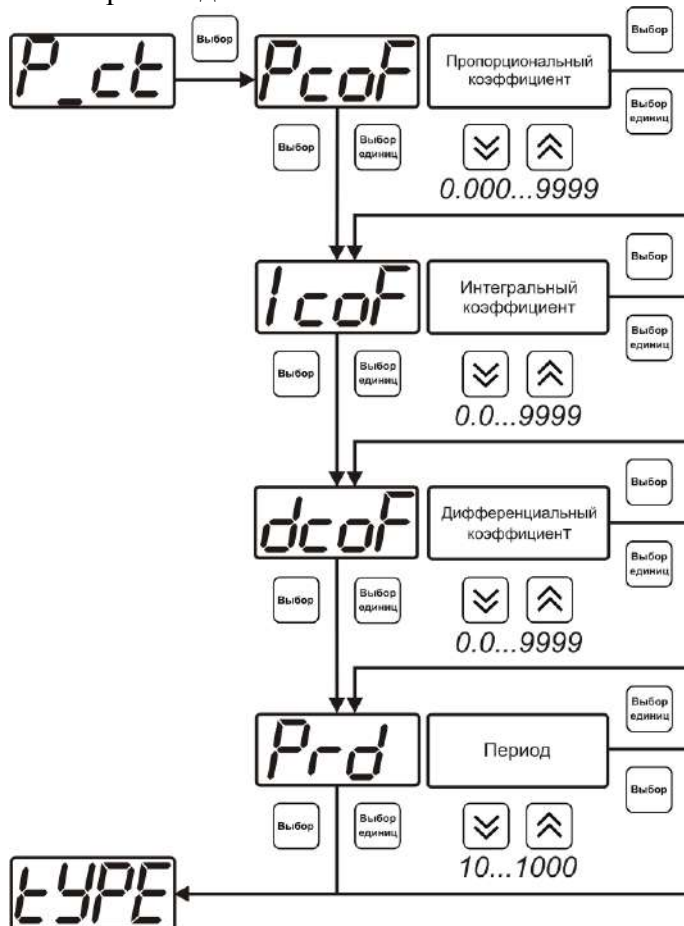 Выбор
Выбор
P_ct
PcoF
Пропорциональный
коэффициент
Выбор
единиц
Выбор
Выбор
единиц
0.000...9999
Выбор
IcoF
Интегральный
коэффициент
Выбор
единиц
Выбор
Выбор
единиц
0.0...9999
Выбор
dcoF
Дифференциальный
коэффициент
Выбор
единиц
Выбор
Выбор
единиц
0.0...9999
Выбор
единиц
Prd
Период
Выбор
Выбор
Выбор
единиц
10...1000
tYPE